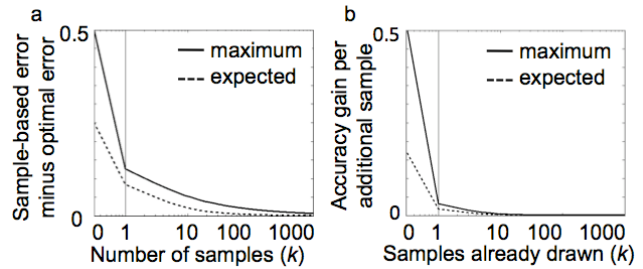 a
Sample-based error
minus optimal error
0.5
0
maximum
expected
0 1 10 100 1000
Number of samples (k)
b
Accuracy gain per
additional sample
0.5
0
maximum
expected
0 1 10 100 1000
Samples already drawn (k)